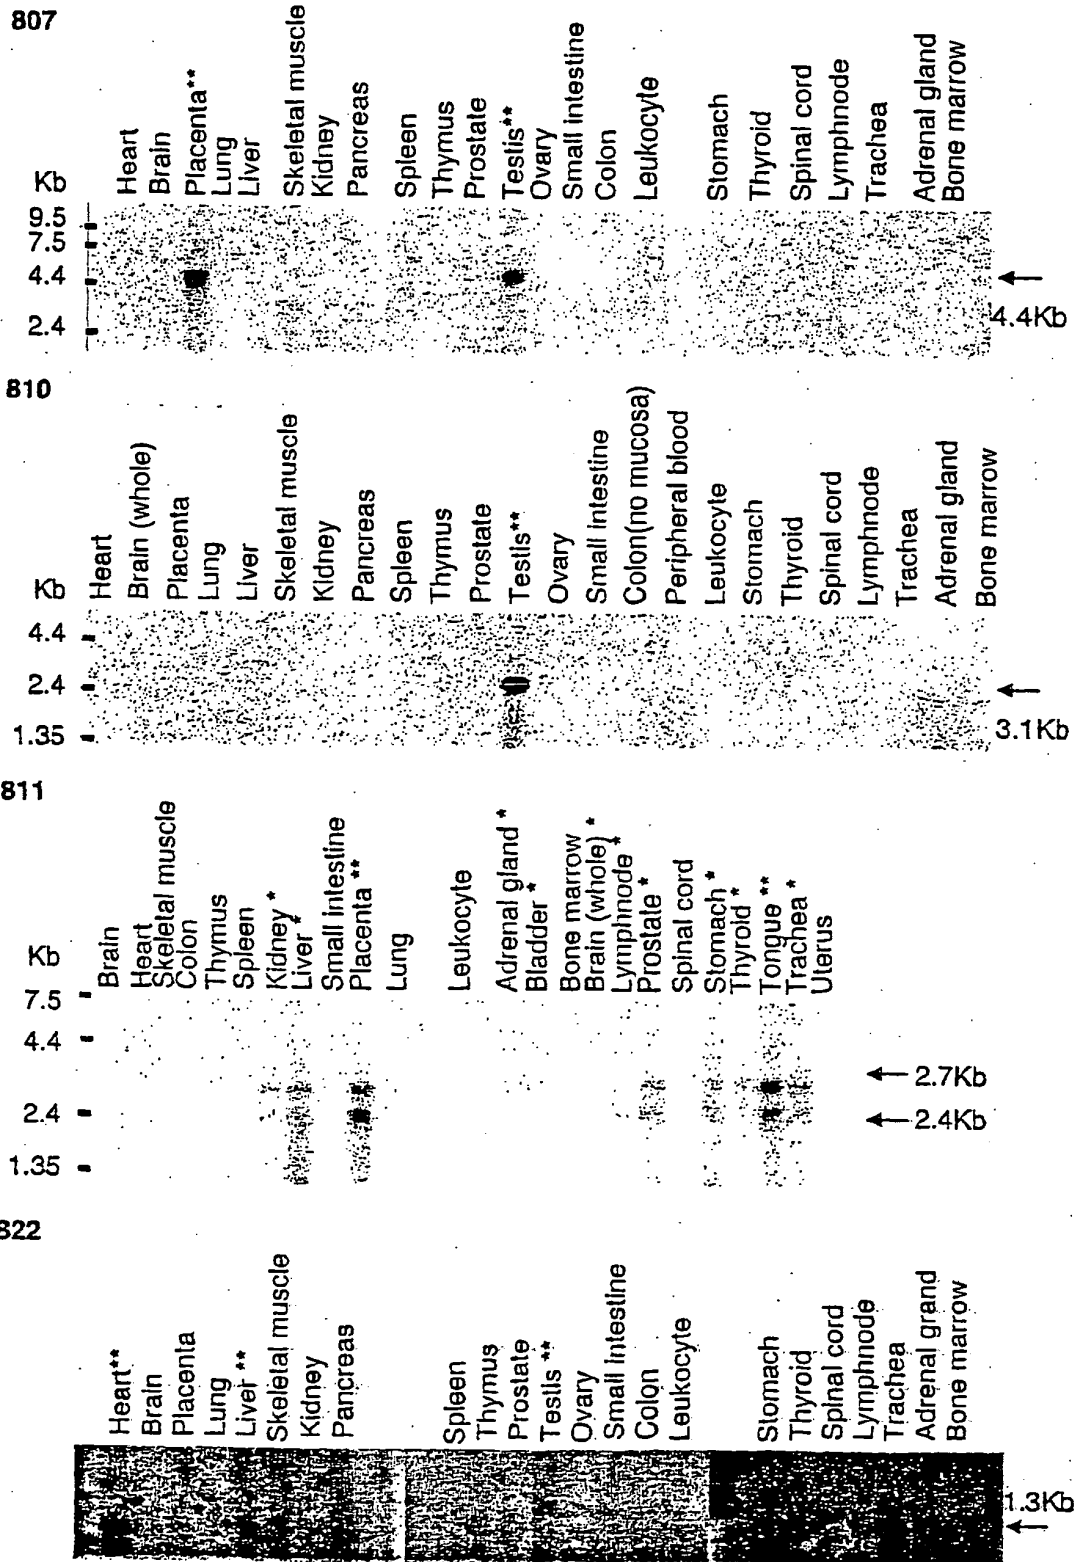 807
Heart
Brain
Placenta**
Lung
Liver
Skeletal muscle
Kidney
Pancreas
Spleen
Thymus
Prostate
Testis**
Ovary
Small intestine
Colon
Leukocyte
Stomach
Thyroid
Spinal cord
Lymphnode
Trachea
Adrenal gland
Bone marrow
Kb
9.5
7.5
4.4
2.4
4.4Kb
810
Heart
Brain (whole)
Placenta
Lung
Liver
Skeletal muscle
Kidney
Pancreas
Spleen
Thymus
Prostate
Testis**
Ovary
Small intestine
Colon(no mucosa)
Peripheral blood
Leukocyte
Stomach
Thyroid
Spinal cord
Lymphnode
Trachea
Adrenal gland
Bone marrow
Kb
4.4
2.4
1.35
3.1Kb
811
Brain
Heart
Skeletal muscle
Colon
Thymus
Spleen
Kidney *
Liver *
Small intestine
Placenta **
Lung
Leukocyte
Adrenal gland *
Bladder *
Bone marrow
Brain (whole) *
Lymphnode *
Prostate *
Spinal cord
Stomach *
Thyroid *
Tongue **
Trachea *
Uterus
Kb
7.5
4.4
2.4
1.35
2.7Kb
2.4Kb
822
Heart**
Brain
Placenta
Lung
Liver **
Skeletal muscle
Kidney
Pancreas
Spleen
Thymus
Prostate
Testis **
Ovary
Small intestine
Colon
Leukocyte
Stomach
Thyroid
Spinal cord
Lymphnode
Trachea
Adrenal grand
Bone marrow
1.3Kb